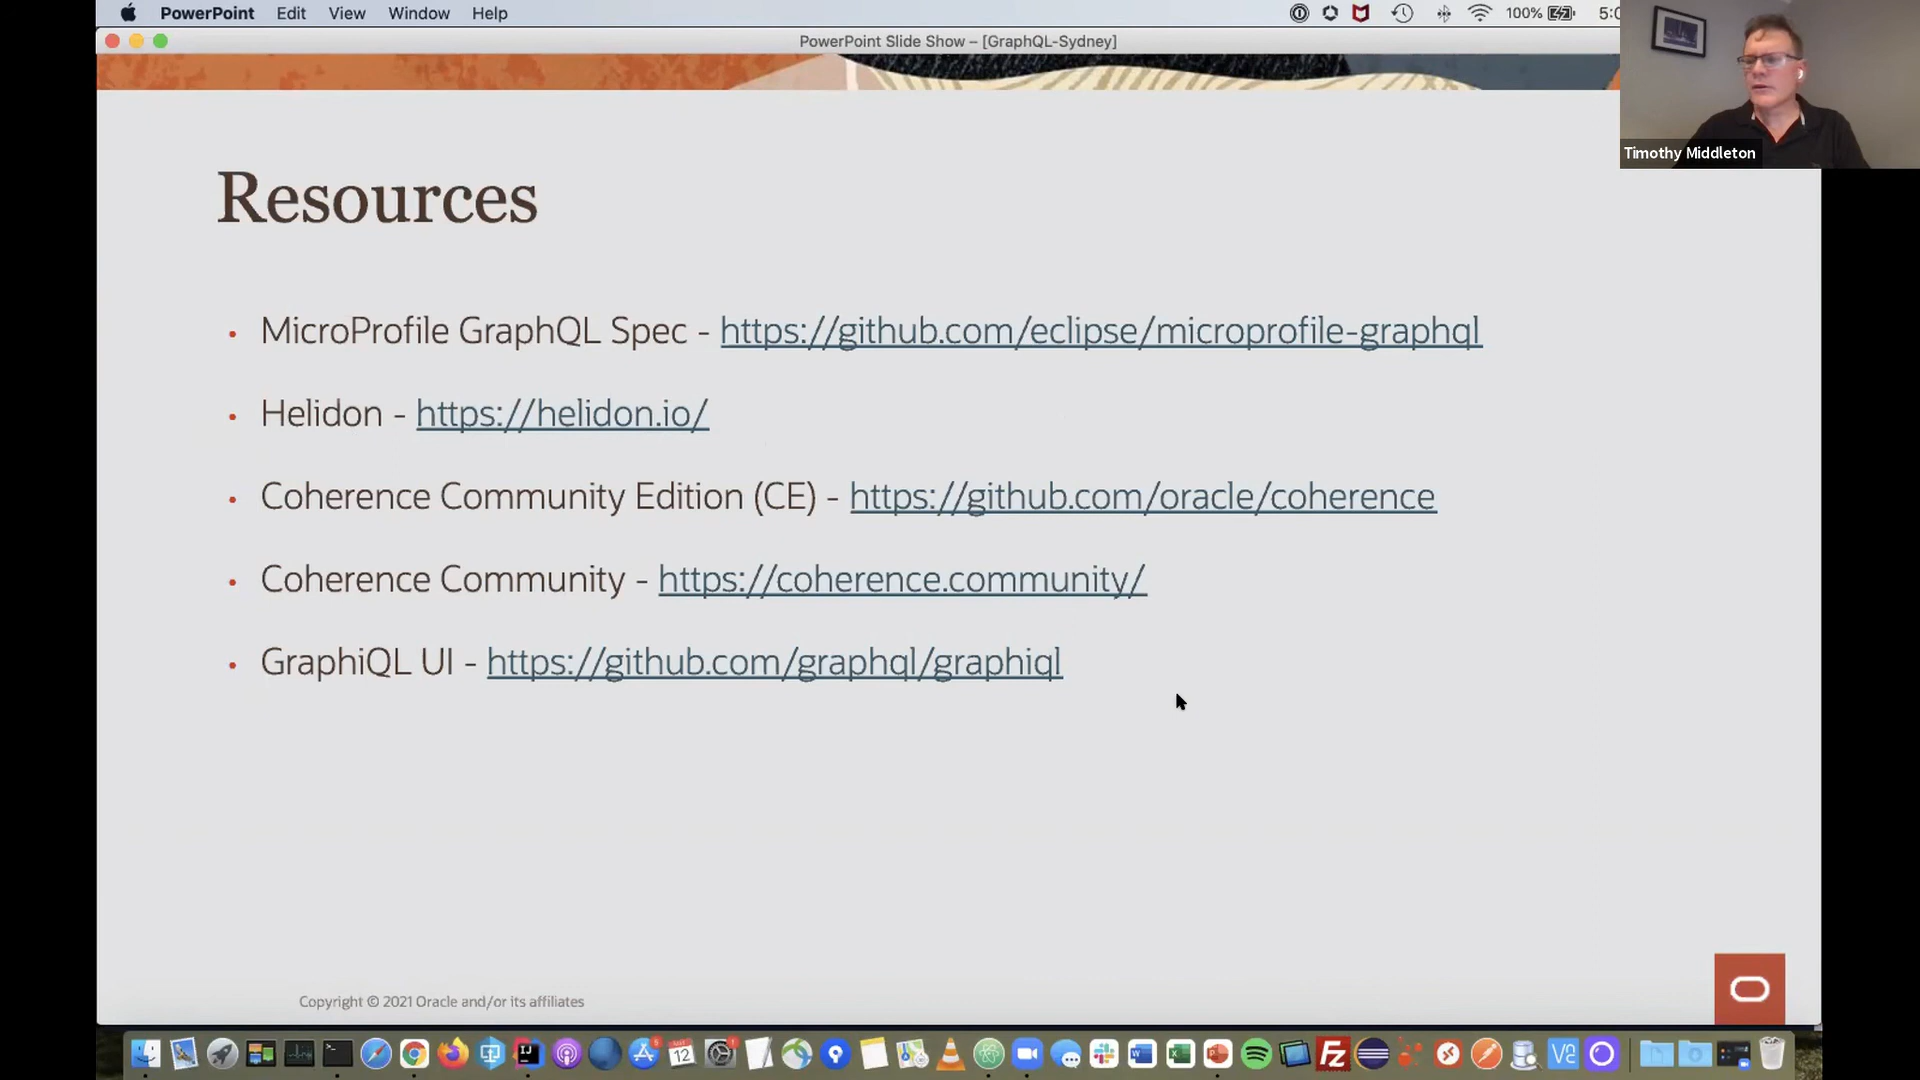 PowerPoint Edit View Window Help
100%
PowerPoint Slide Show – [GraphQL-Sydney]
Timothy Middleton
Resources
• MicroProfile GraphQL Spec - https://github.com/eclipse/microprofile-graphql
• Helidon - https://helidon.io/
• Coherence Community Edition (CE) - https://github.com/oracle/coherence
• Coherence Community - https://coherence.community/
• GraphiQL UI - https://github.com/graphql/graphiql
Copyright © 2021 Oracle and/or its affiliates
12